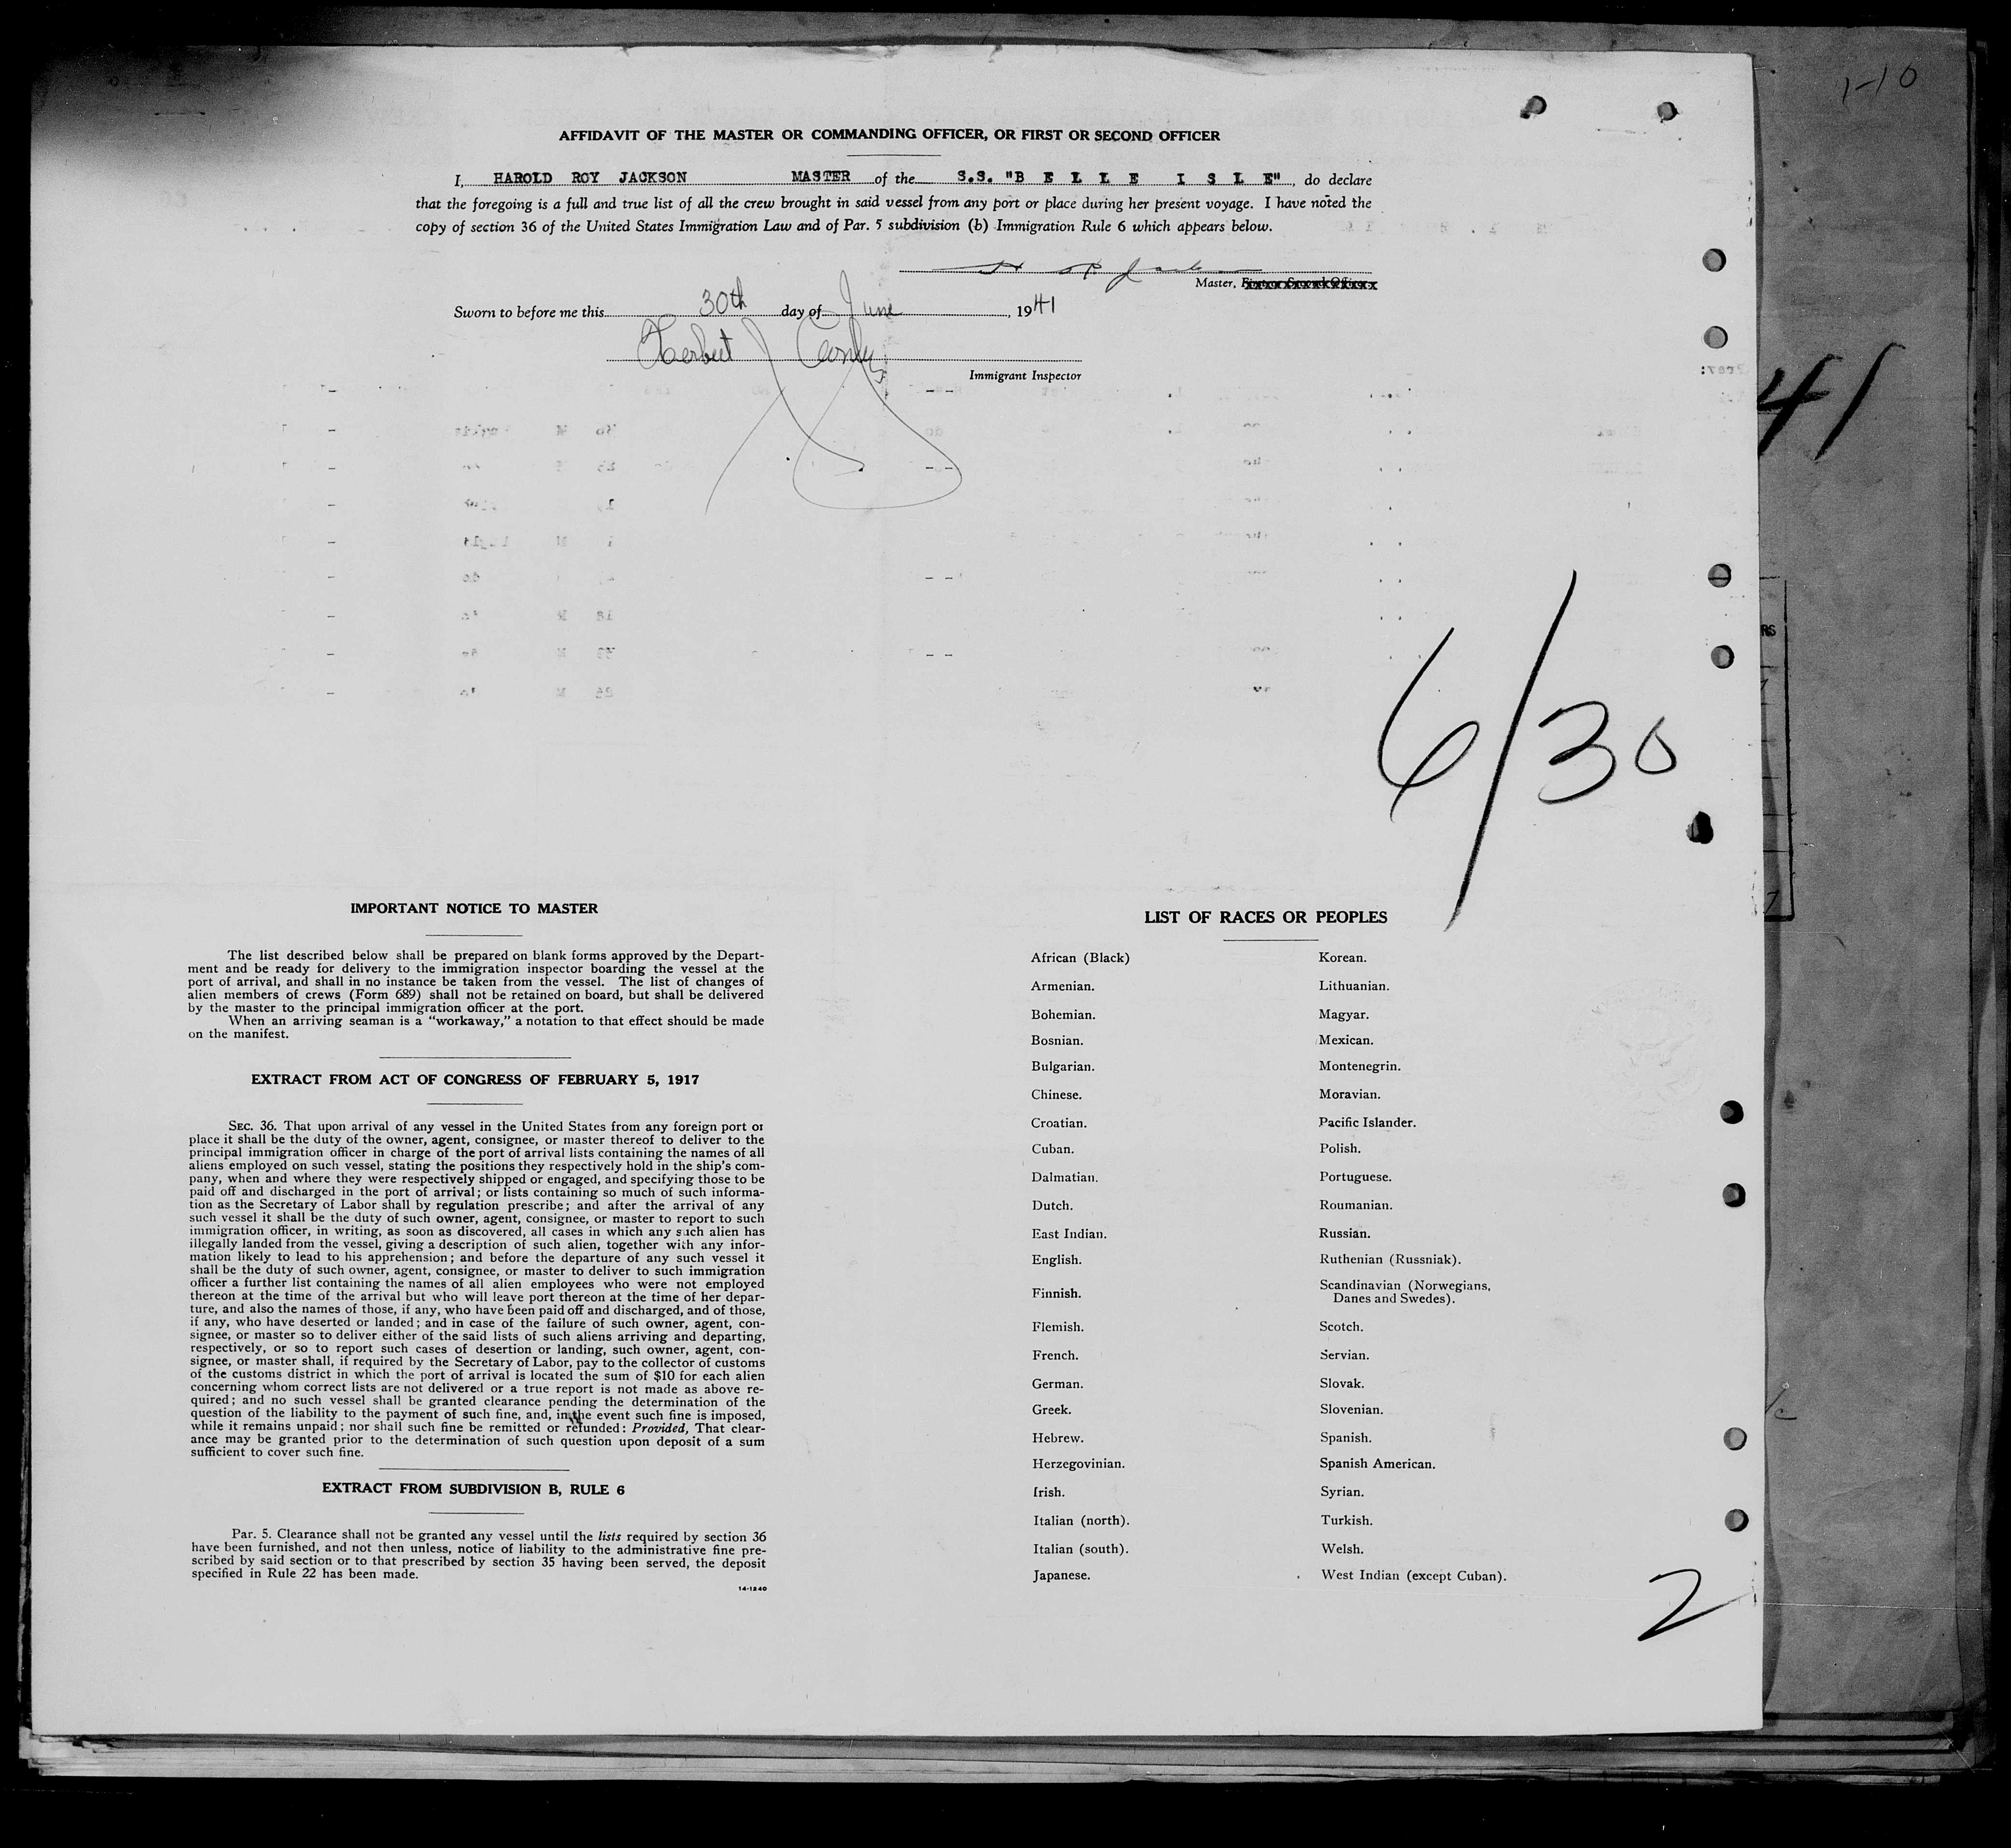 1-10
AFFIDAVIT OF THE MASTER OR COMMANDING OFFICER, OR FIRST OR SECOND OFFICER
I, HAROLD ROY JACKSON MASTER of the S.S. "B E L L E I S L E", do declare
that the foregoing is a full and true list of all the crew brought in said vessel from any port or place during her present voyage. I have noted the
copy of section 36 of the United States Immigration Law and of Par. 5 subdivision (b) Immigration Rule 6 which appears below.
H R Jackson
Master, First or Second Officer
Sworn to before me this 30th day of June, 1941
Herbert J
Immigrant Inspector
41
RS
6/30
IMPORTANT NOTICE TO MASTER
The list described below shall be prepared on blank forms approved by the Depart-
ment and be ready for delivery to the immigration inspector boarding the vessel at the
port of arrival, and shall in no instance be taken from the vessel. The list of changes of
alien members of crews (Form 689) shall not be retained on board, but shall be delivered
by the master to the principal immigration officer at the port.
When an arriving seaman is a "workaway," a notation to that effect should be made
on the manifest.
EXTRACT FROM ACT OF CONGRESS OF FEBRUARY 5, 1917
SEC. 36. That upon arrival of any vessel in the United States from any foreign port or
place it shall be the duty of the owner, agent, consignee, or master thereof to deliver to the
principal immigration officer in charge of the port of arrival lists containing the names of all
aliens employed on such vessel, stating the positions they respectively hold in the ship's com-
pany, when and where they were respectively shipped or engaged, and specifying those to be
paid off and discharged in the port of arrival; or lists containing so much of such informa-
tion as the Secretary of Labor shall by regulation prescribe; and after the arrival of any
such vessel it shall be the duty of such owner, agent, consignee, or master to report to such
immigration officer, in writing, as soon as discovered, all cases in which any such alien has
illegally landed from the vessel, giving a description of such alien, together with any infor-
mation likely to lead to his apprehension; and before the departure of any such vessel it
shall be the duty of such owner, agent, consignee, or master to deliver to such immigration
officer a further list containing the names of all alien employees who were not employed
thereon at the time of the arrival but who will leave port thereon at the time of her depar-
ture, and also the names of those, if any, who have been paid off and discharged, and of those,
if any, who have deserted or landed; and in case of the failure of such owner, agent, con-
signee, or master so to deliver either of the said lists of such aliens arriving and departing,
respectively, or so to report such cases of desertion or landing, such owner, agent, con-
signee, or master shall, if required by the Secretary of Labor, pay to the collector of customs
of the customs district in which the port of arrival is located the sum of $10 for each alien
concerning whom correct lists are not delivered or a true report is not made as above re-
quired; and no such vessel shall be granted clearance pending the determination of the
question of the liability to the payment of such fine, and, in the event such fine is imposed,
while it remains unpaid; nor shall such fine be remitted or refunded: Provided, That clear-
ance may be granted prior to the determination of such question upon deposit of a sum
sufficient to cover such fine.
EXTRACT FROM SUBDIVISION B, RULE 6
Par. 5. Clearance shall not be granted any vessel until the lists required by section 36
have been furnished, and not then unless, notice of liability to the administrative fine pre-
scribed by said section or to that prescribed by section 35 having been served, the deposit
specified in Rule 22 has been made.
14-1240
LIST OF RACES OR PEOPLES
African (Black)
Armenian.
Bohemian.
Bosnian.
Bulgarian.
Chinese.
Croatian.
Cuban.
Dalmatian.
Dutch.
East Indian.
English.
Finnish.
Flemish.
French.
German.
Greek.
Hebrew.
Herzegovinian.
Irish.
Italian (north).
Italian (south).
Japanese.
Korean.
Lithuanian.
Magyar.
Mexican.
Montenegrin.
Moravian.
Pacific Islander.
Polish.
Portuguese.
Roumanian.
Russian.
Ruthenian (Russniak).
Scandinavian (Norwegians,
Danes and Swedes).
Scotch.
Servian.
Slovak.
Slovenian.
Spanish.
Spanish American.
Syrian.
Turkish.
Welsh.
West Indian (except Cuban).
2